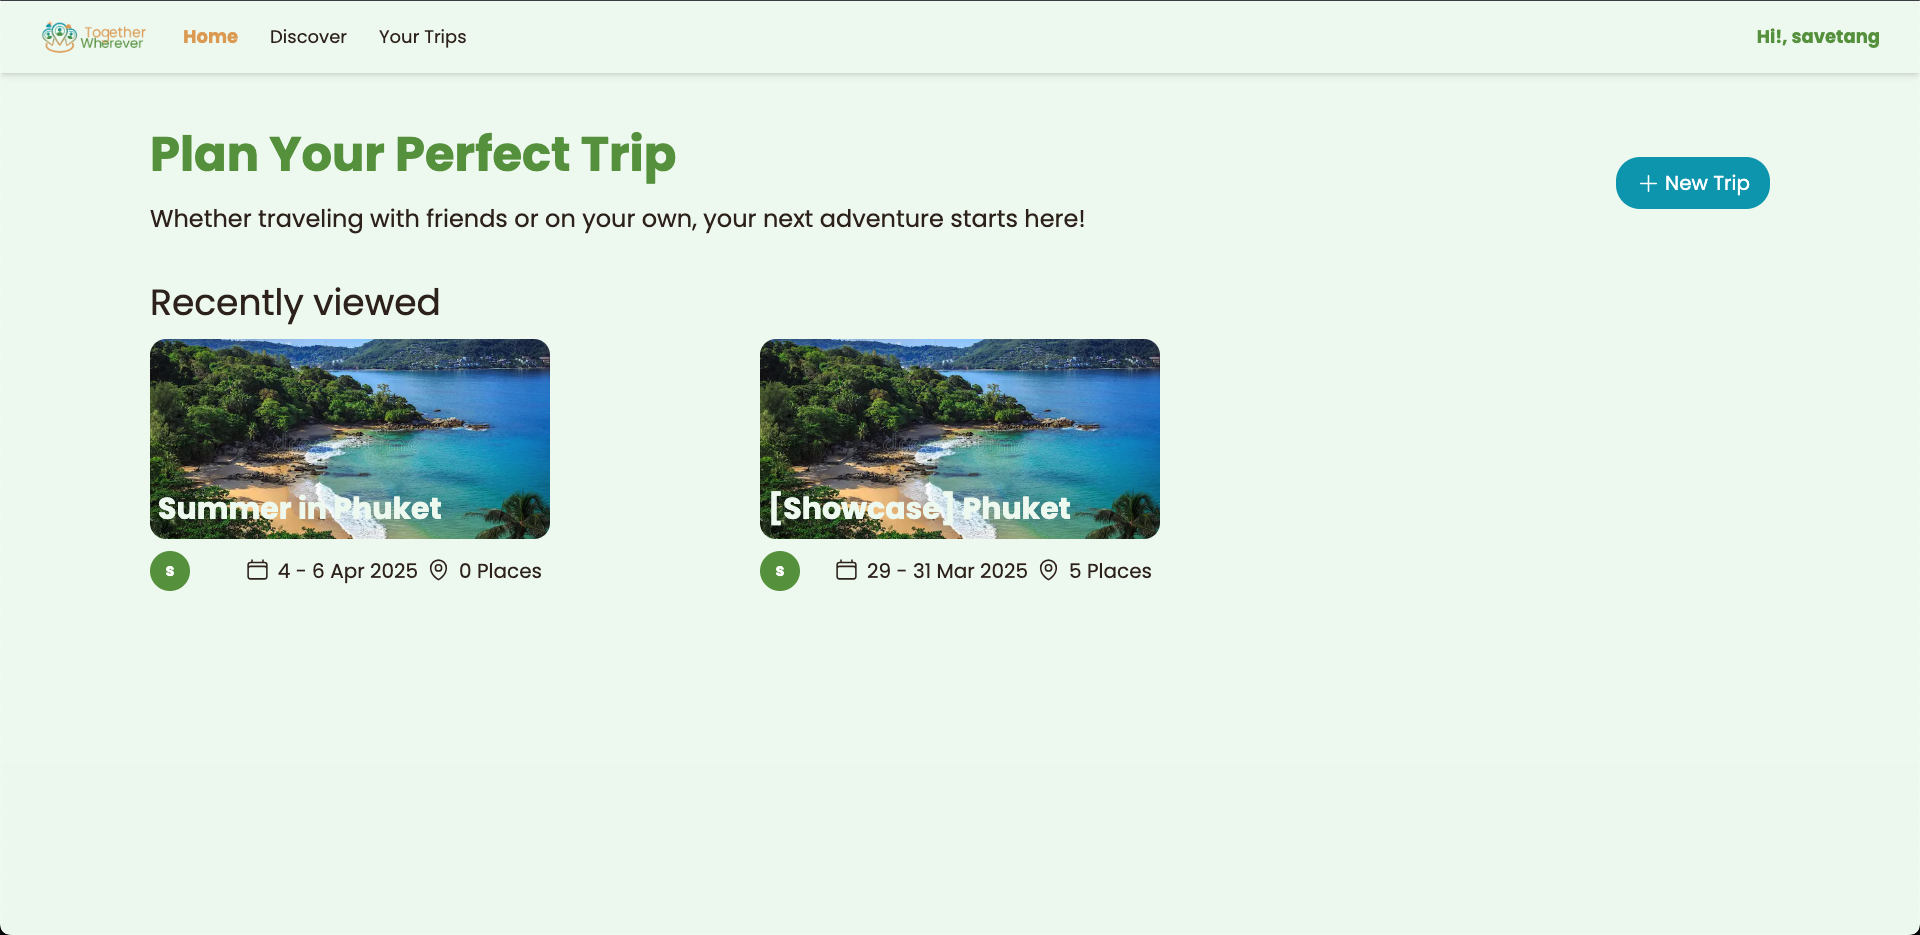 Together
Wherever
Home
Discover
Your Trips
Hi!, savetang
Plan Your Perfect Trip
Whether traveling with friends or on your own, your next adventure starts here!
+ New Trip
Recently viewed
Summer in Phuket
S
4 - 6 Apr 2025
0 Places
[Showcase] Phuket
S
29 - 31 Mar 2025
5 Places